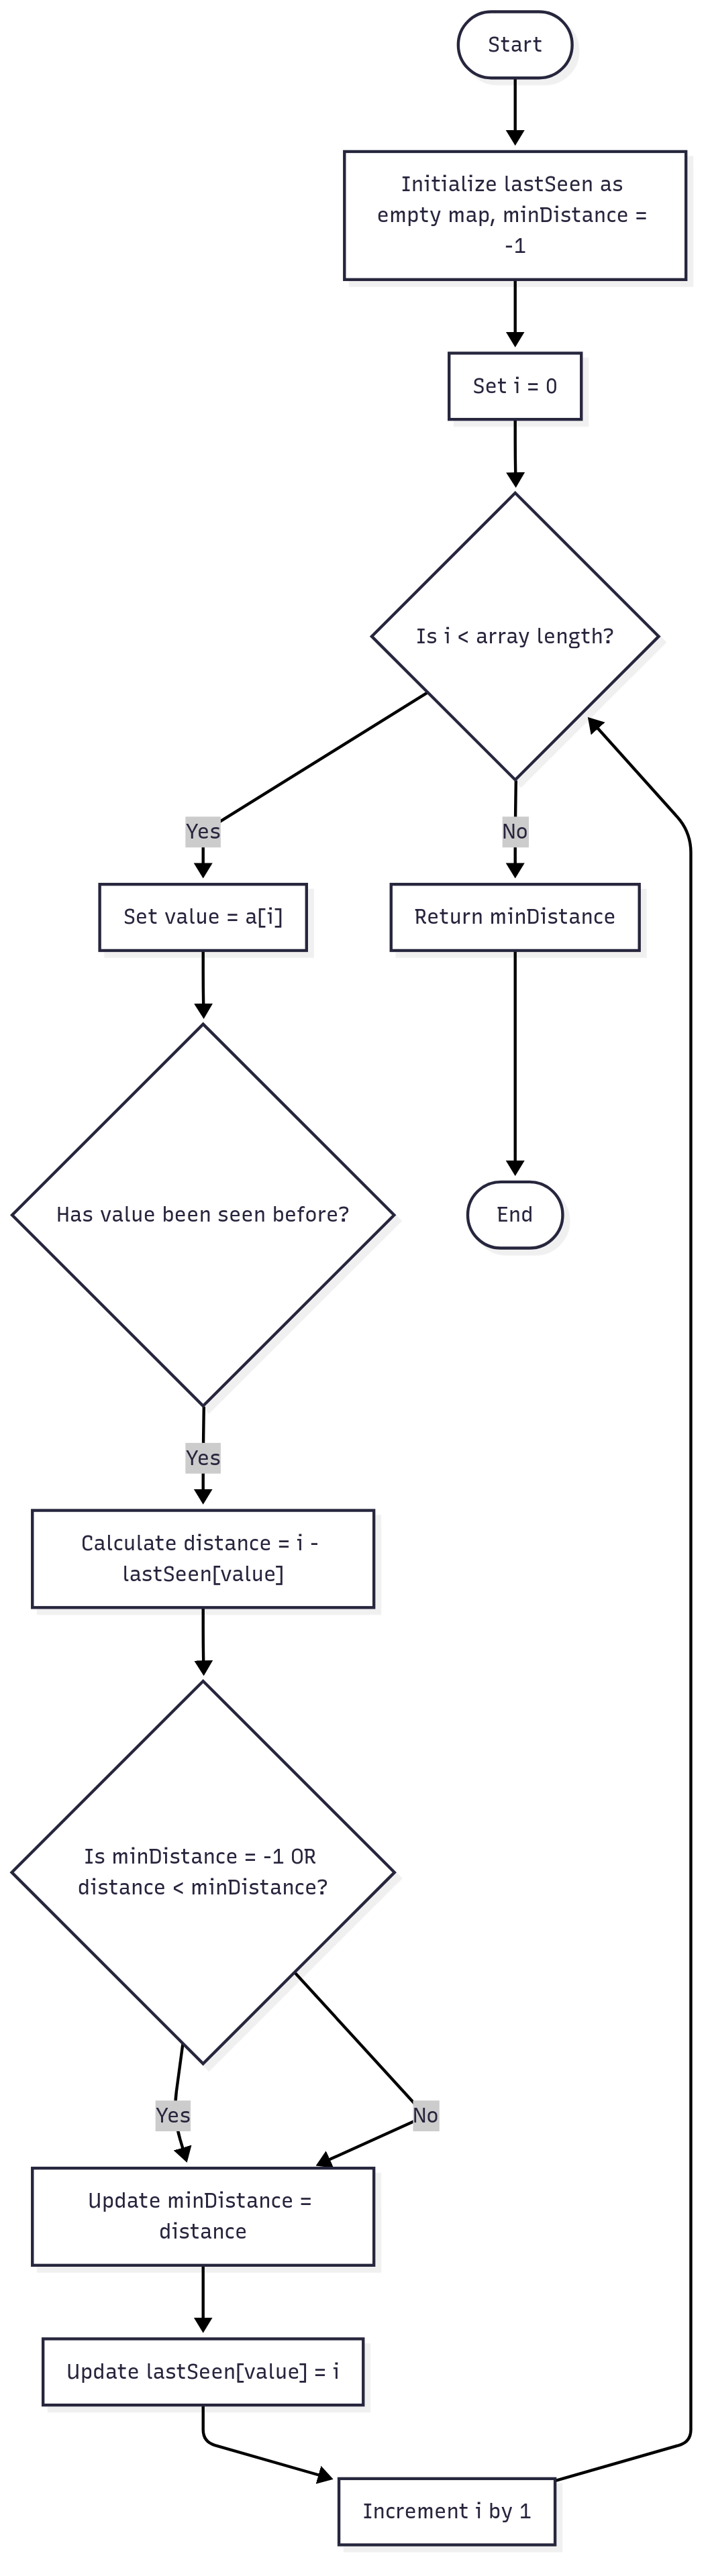 Start
Initialize lastSeen as
empty map, minDistance =
-1
Set i = 0
Is i < array length?
Yes
No
Set value = a[i]
Return minDistance
Has value been seen before?
End
Yes
Calculate distance = i -
lastSeen[value]
Is minDistance = -1 OR
distance < minDistance?
Yes
No
Update minDistance =
distance
Update lastSeen[value] = i
Increment i by 1